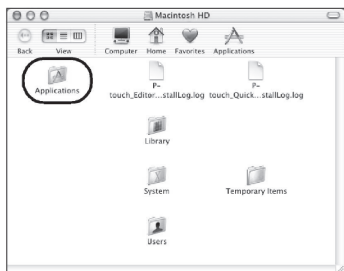 Macintosh HD
Back View Computer Home Favorites Applications
Applications
P-
touch_Editor...stallLog.log
P-
touch_Quick...stallLog.log
Library
System
Temporary Items
Users